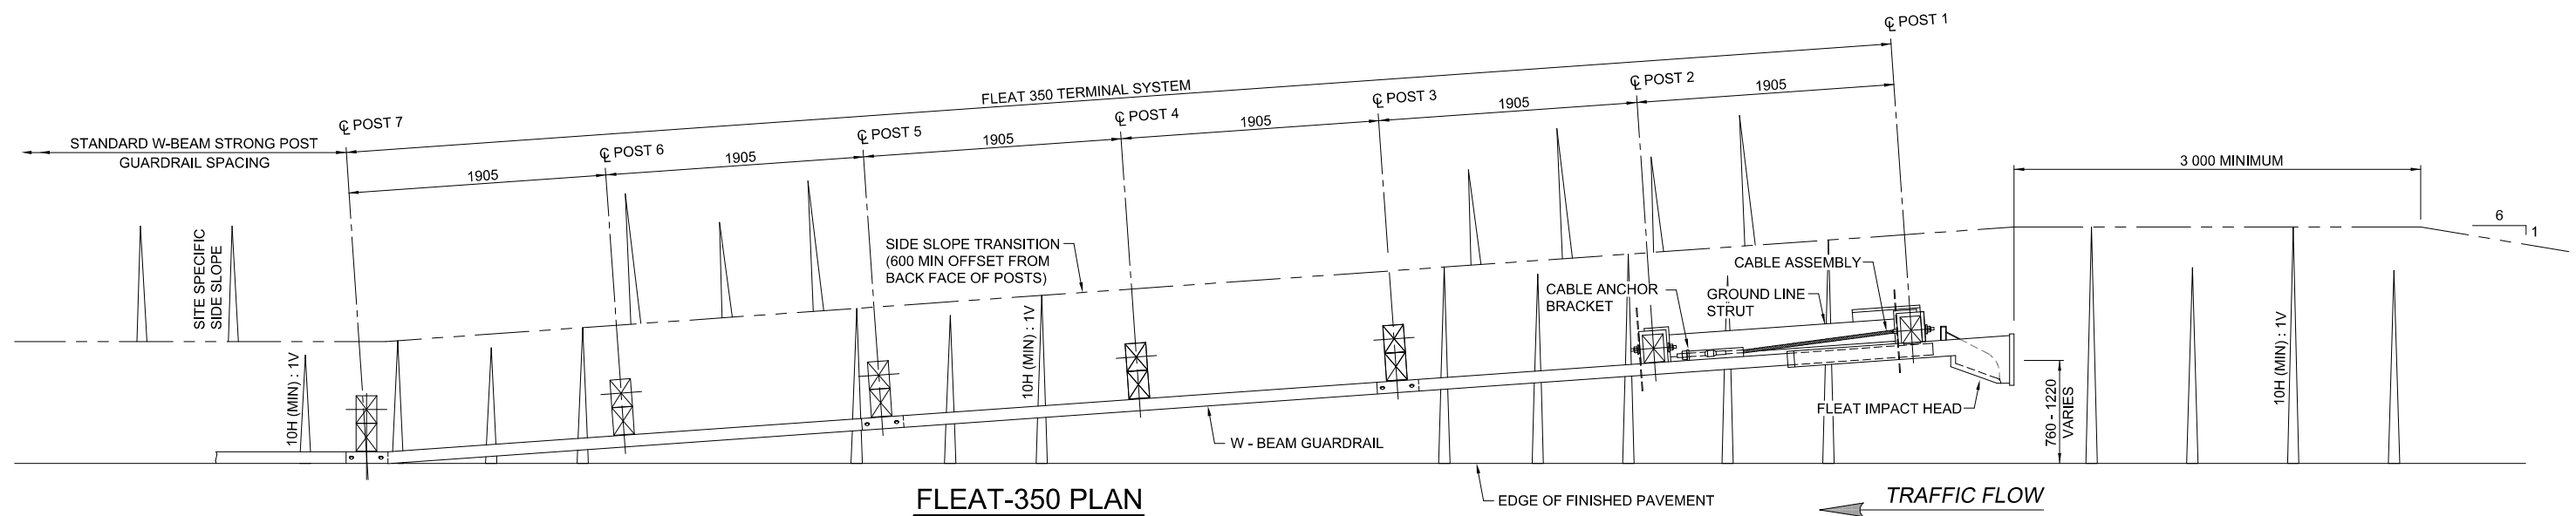 ℄ POST 1
FLEAT 350 TERMINAL SYSTEM
℄ POST 2
1905
℄ POST 3
1905
℄ POST 4
1905
℄ POST 5
1905
℄ POST 6
1905
℄ POST 7
1905
STANDARD W-BEAM STRONG POST
GUARDRAIL SPACING
3 000 MINIMUM
6
1
SITE SPECIFIC
SIDE SLOPE
SIDE SLOPE TRANSITION
(600 MIN OFFSET FROM
BACK FACE OF POSTS)
CABLE ASSEMBLY
CABLE ANCHOR
BRACKET
GROUND LINE
STRUT
10H (MIN) : 1V
10H (MIN) : 1V
10H (MIN) : 1V
FLEAT IMPACT HEAD
760 - 1220
VARIES
W - BEAM GUARDRAIL
EDGE OF FINISHED PAVEMENT
TRAFFIC FLOW
FLEAT-350 PLAN